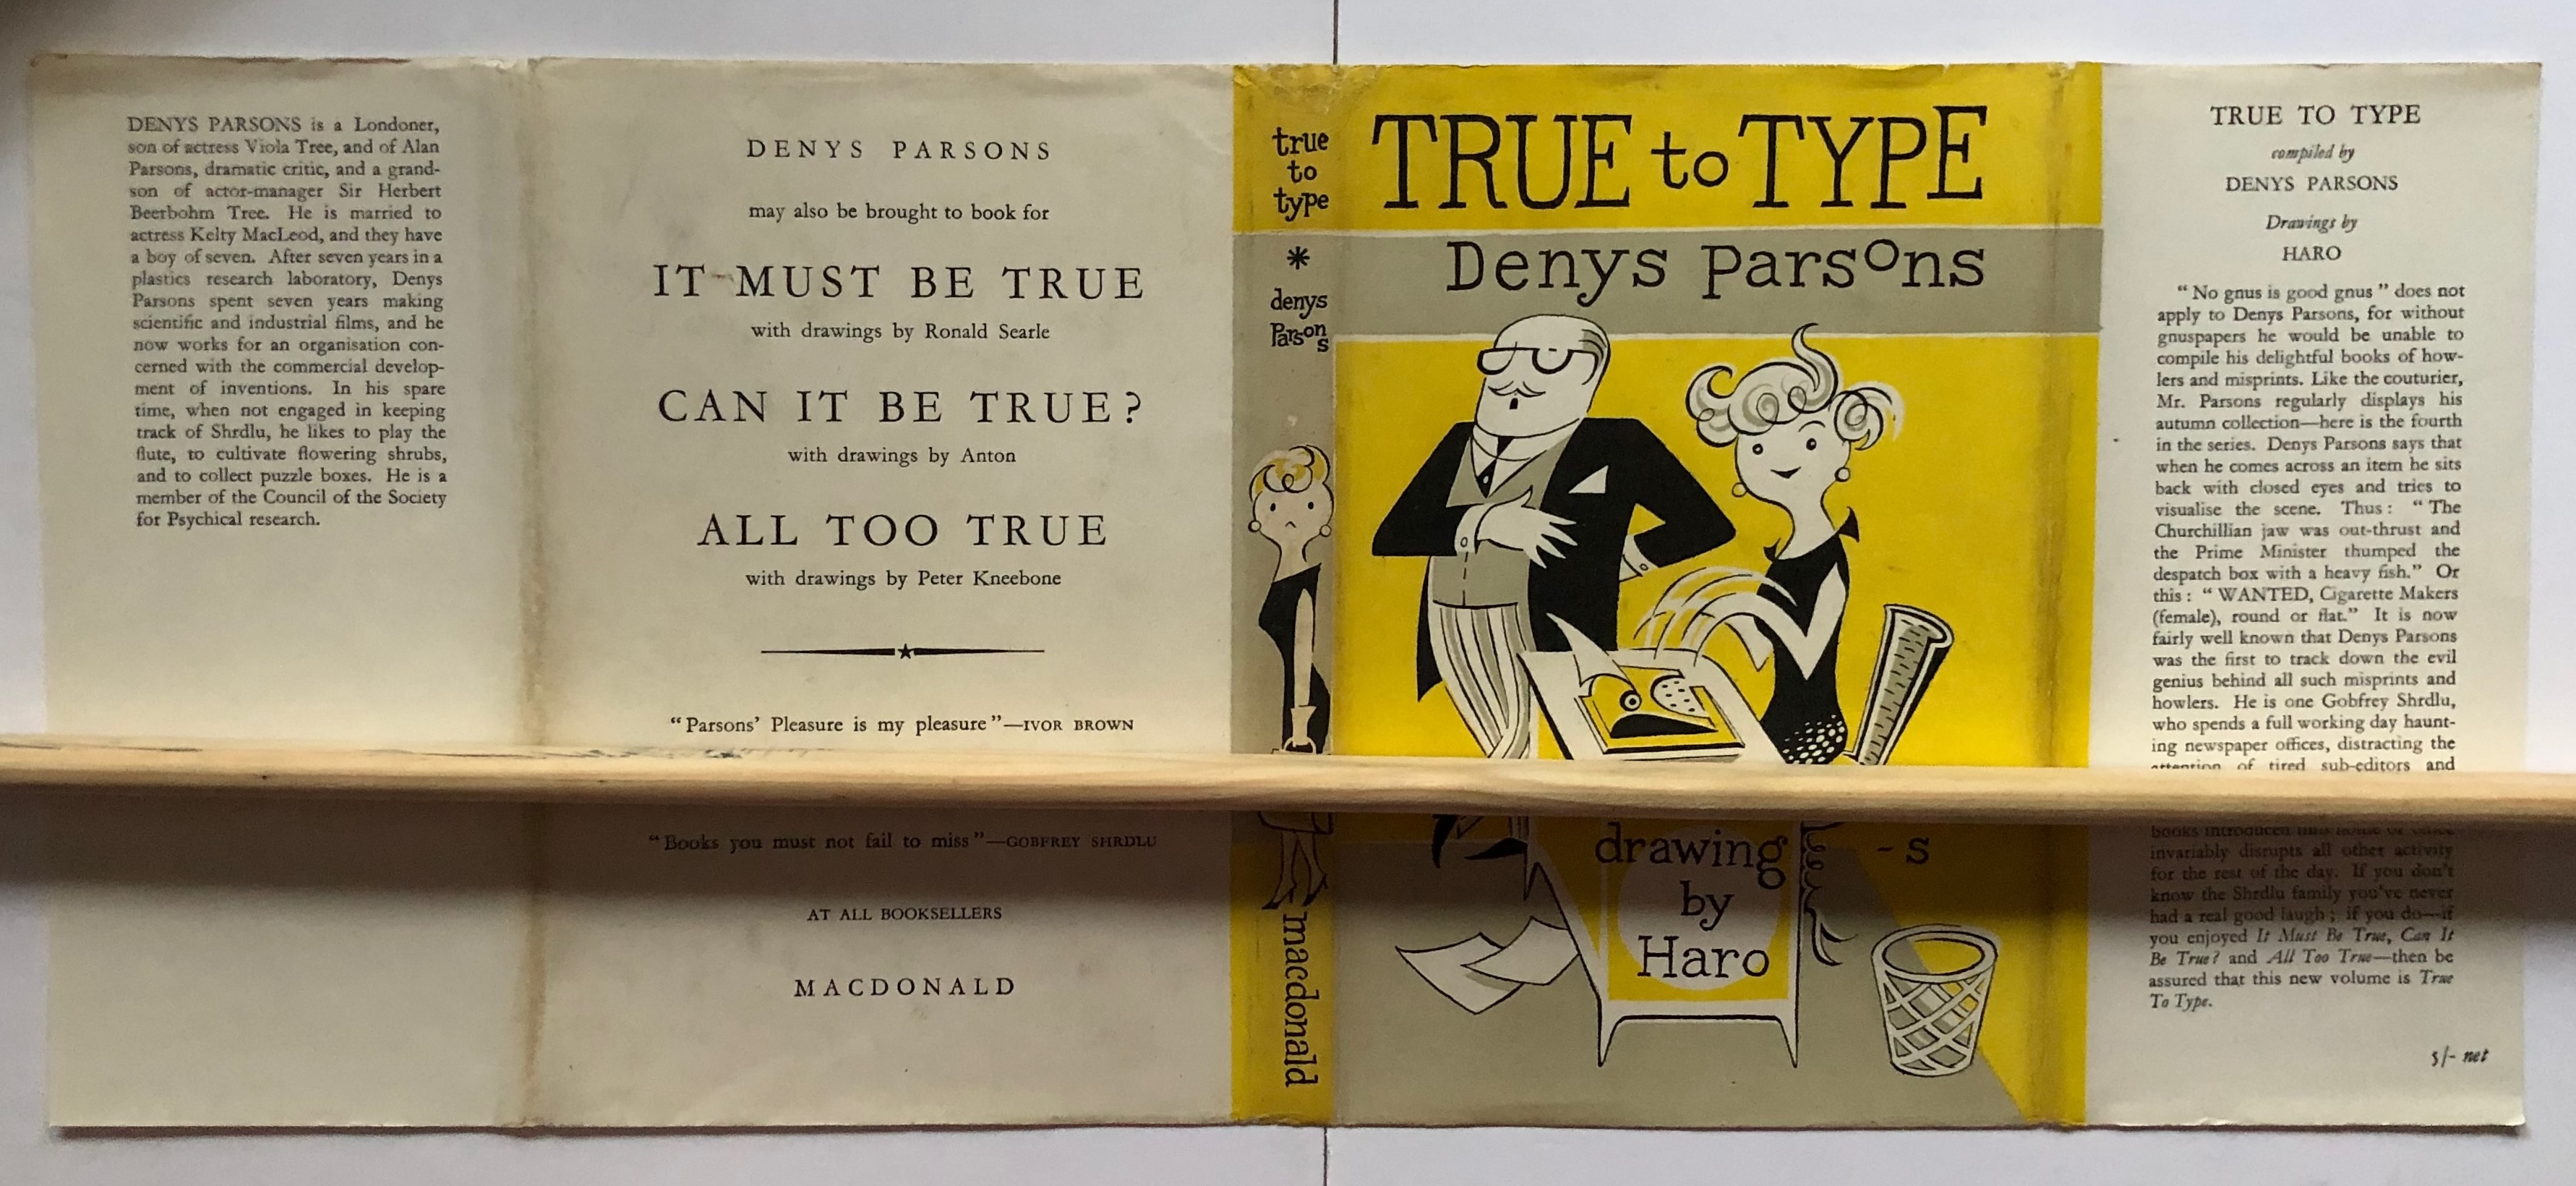 DENYS PARSONS is a Londoner,
son of actress Viola Tree, and of Alan
Parsons, dramatic critic, and a grand-
son of actor-manager Sir Herbert
Beerbohm Tree. He is married to
actress Kelty MacLeod, and they have
a boy of seven. After seven years in a
plastics research laboratory, Denys
Parsons spent seven years making
scientific and industrial films, and he
now works for an organisation con-
cerned with the commercial develop-
ment of inventions. In his spare
time, when not engaged in keeping
track of Shrdlu, he likes to play the
flute, to cultivate flowering shrubs,
and to collect puzzle boxes. He is a
member of the Council of the Society
for Psychical research.
DENYS PARSONS
may also be brought to book for
IT MUST BE TRUE
with drawings by Ronald Searle
CAN IT BE TRUE?
with drawings by Anton
ALL TOO TRUE
with drawings by Peter Kneebone
“Parsons’ Pleasure is my pleasure”—IVOR BROWN
“Books you must not fail to miss”—GOBFREY SHRDLU
AT ALL BOOKSELLERS
MACDONALD
true
to
type
*
denys
Parsons
macdonald
TRUE to TYPE
Denys Parsons
drawing - s
by
Haro
TRUE TO TYPE
compiled by
DENYS PARSONS
Drawings by
HARO
“No gnus is good gnus” does not
apply to Denys Parsons, for without
gnuspapers he would be unable to
compile his delightful books of how-
lers and misprints. Like the couturier,
Mr. Parsons regularly displays his
autumn collection—here is the fourth
in the series. Denys Parsons says that
when he comes across an item he sits
back with closed eyes and tries to
visualise the scene. Thus: “The
Churchillian jaw was out-thrust and
the Prime Minister thumped the
despatch box with a heavy fish.” Or
this: “WANTED, Cigarette Makers
(female), round or flat.” It is now
fairly well known that Denys Parsons
was the first to track down the evil
genius behind all such misprints and
howlers. He is one Gobfrey Shrdlu,
who spends a full working day haunt-
ing newspaper offices, distracting the
attention of tired sub-editors and
books introduced into
invariably disrupts all other activity
for the rest of the day. If you don’t
know the Shrdlu family you’ve never
had a real good laugh; if you do—if
you enjoyed It Must Be True, Can It
Be True? and All Too True—then be
assured that this new volume is True
To Type.
5/- net